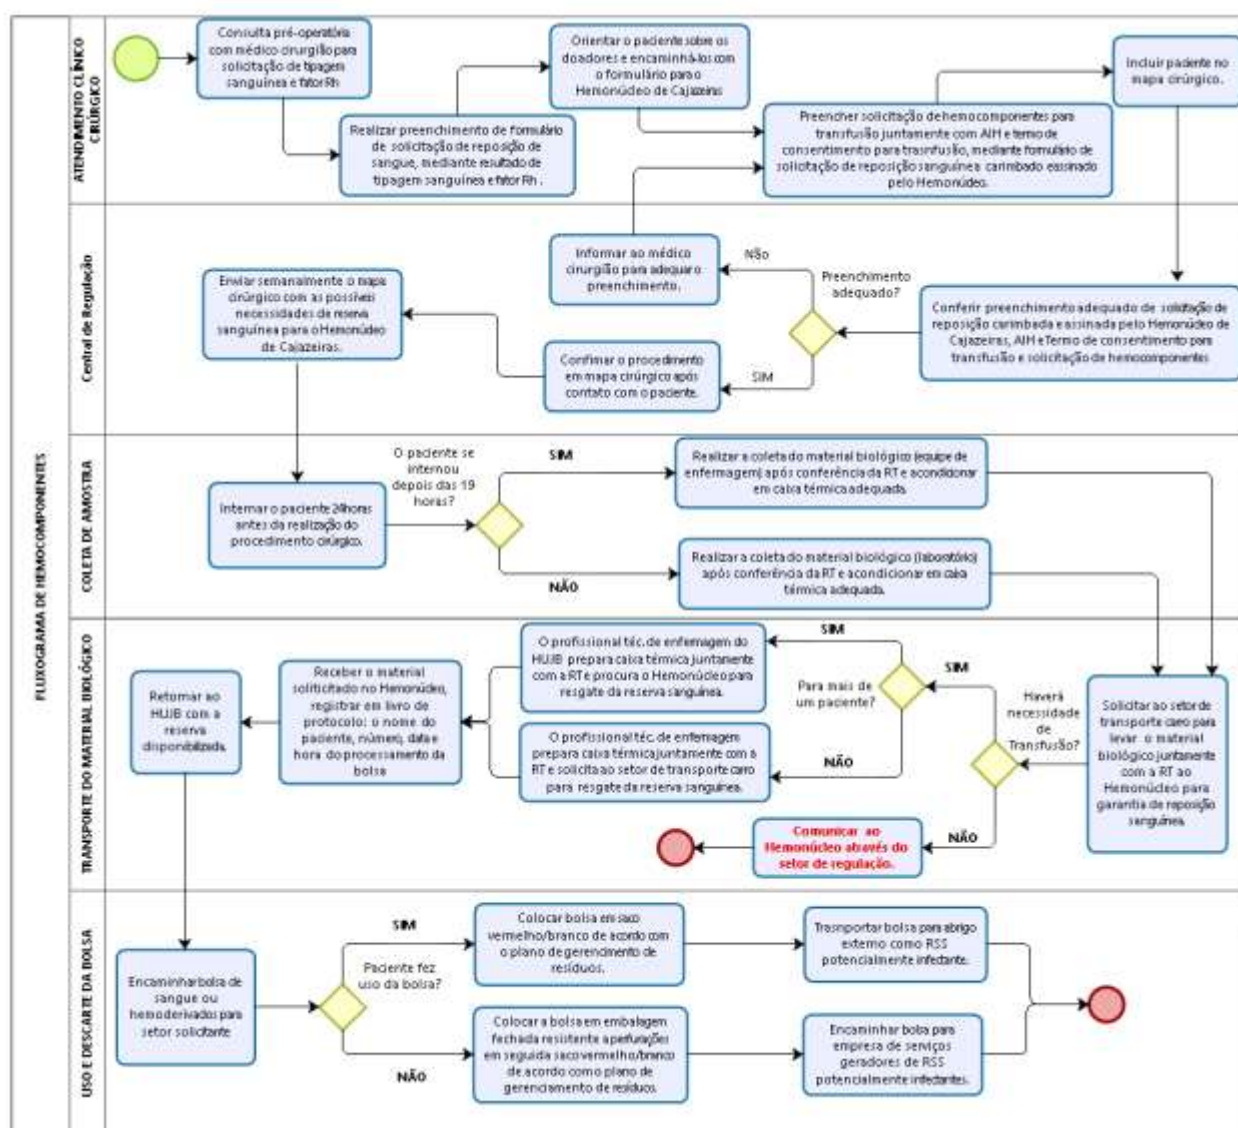 FLUXOGRAMA DE HEMOCOMPONENTES
ATENDIMENTO CLÍNICO
CIRÚRGICO
Consulta pré-operatória
com médico cirurgião para
solicitação de tipagem
sanguínea e fator Rh
Realizar preenchimento de formulário
de solicitação de reposição de
sangue, mediante resultado de
tipagem sanguínea e fator Rh .
Orientar o paciente sobre os
doadores e encaminhá-los com
o formulário para o
Hemonúcleo de Cajazeiras
Preencher solicitação de hemocomponentes para
transfusão juntamente com AIH e termo de
consentimento para trasnfusão, mediante formulário de
solicitação de reposição sanguínea carimbado e assinado
pelo Hemonúcleo.
Incluir paciente no
mapa cirúrgico.
Central de Regulação
Enviar semanalmente o mapa
cirúrgico com as possíveis
necessidades de reserva
sanguínea para o Hemonúcleo
de Cajazeiras.
Informar ao médico
cirurgião para adequar o
preenchimento.
Não
Preenchimento
adequado?
Confimar o procedimento
em mapa cirúrgico após
contato com o paciente.
SIM
Conferir preenchimento adequado de solicitação de
reposição carimbada e assinada pelo Hemonúcleo de
Cajazeiras, AIH e Termo de consentimento para
transfusão e solicitação de hemocomponentes
COLETA DE AMOSTRA
Internar o paciente 24horas
antes da realização do
procedimento cirúrgico.
O paciente se
internou
depois das 19
horas?
SIM
Realizar a coleta do material biológico (equipe de
enfermagem) após conferência da RT e acondicionar
em caixa térmica adequada.
NÃO
Realizar a coleta do material biológico (laboratório)
após conferência da RT e acondicionar em caixa
térmica adequada.
TRANSPORTE DO MATERIAL BIOLÓGICO
Retornar ao
HUJB com a
reserva
disponibilizada.
Receber o material
soliticitado no Hemonúcleo,
registrar em livro de
protocolo: o nome do
paciente, número, data e
hora do processamento da
bolsa
O profissional téc. de enfermagem do
HUJB prepara caixa térmica juntamente
com a RT e procura o Hemonúcleo para
resgate da reserva sanguínea.
O profissional téc. de enfermagem
prepara caixa térmica juntamente com a
RT e solicita ao setor de transporte carro
para resgate da reserva sanguínea.
SIM
Para mais de
um paciente?
NÃO
SIM
Haverá
necessidade
de
Transfusão?
NÃO
Comunicar ao
Hemonúcleo através do
setor de regulação.
Solicitar ao setor de
transporte carro para
levar o material
biológico juntamente
com a RT ao
Hemonúcleo para
garantia de reposição
sanguínea.
USO E DESCARTE DA BOLSA
Encaminhar bolsa de
sangue ou
hemoderivados para
setor solicitante
SIM
Paciente fez
uso da bolsa?
NÃO
Colocar bolsa em saco
vermelho/branco de acordo com
o plano de gerencimento de
resíduos.
Trasnportar bolsa para abrigo
externo como RSS
potencialmente infectante.
Colocar a bolsa em embalagem
fechada resistente a perfurações
em seguida saco vermelho/branco
de acordo como plano de
gerenciamento de resíduos.
Encaminhar bolsa para
empresa de serviços
geradores de RSS
potencialmente infectantes.